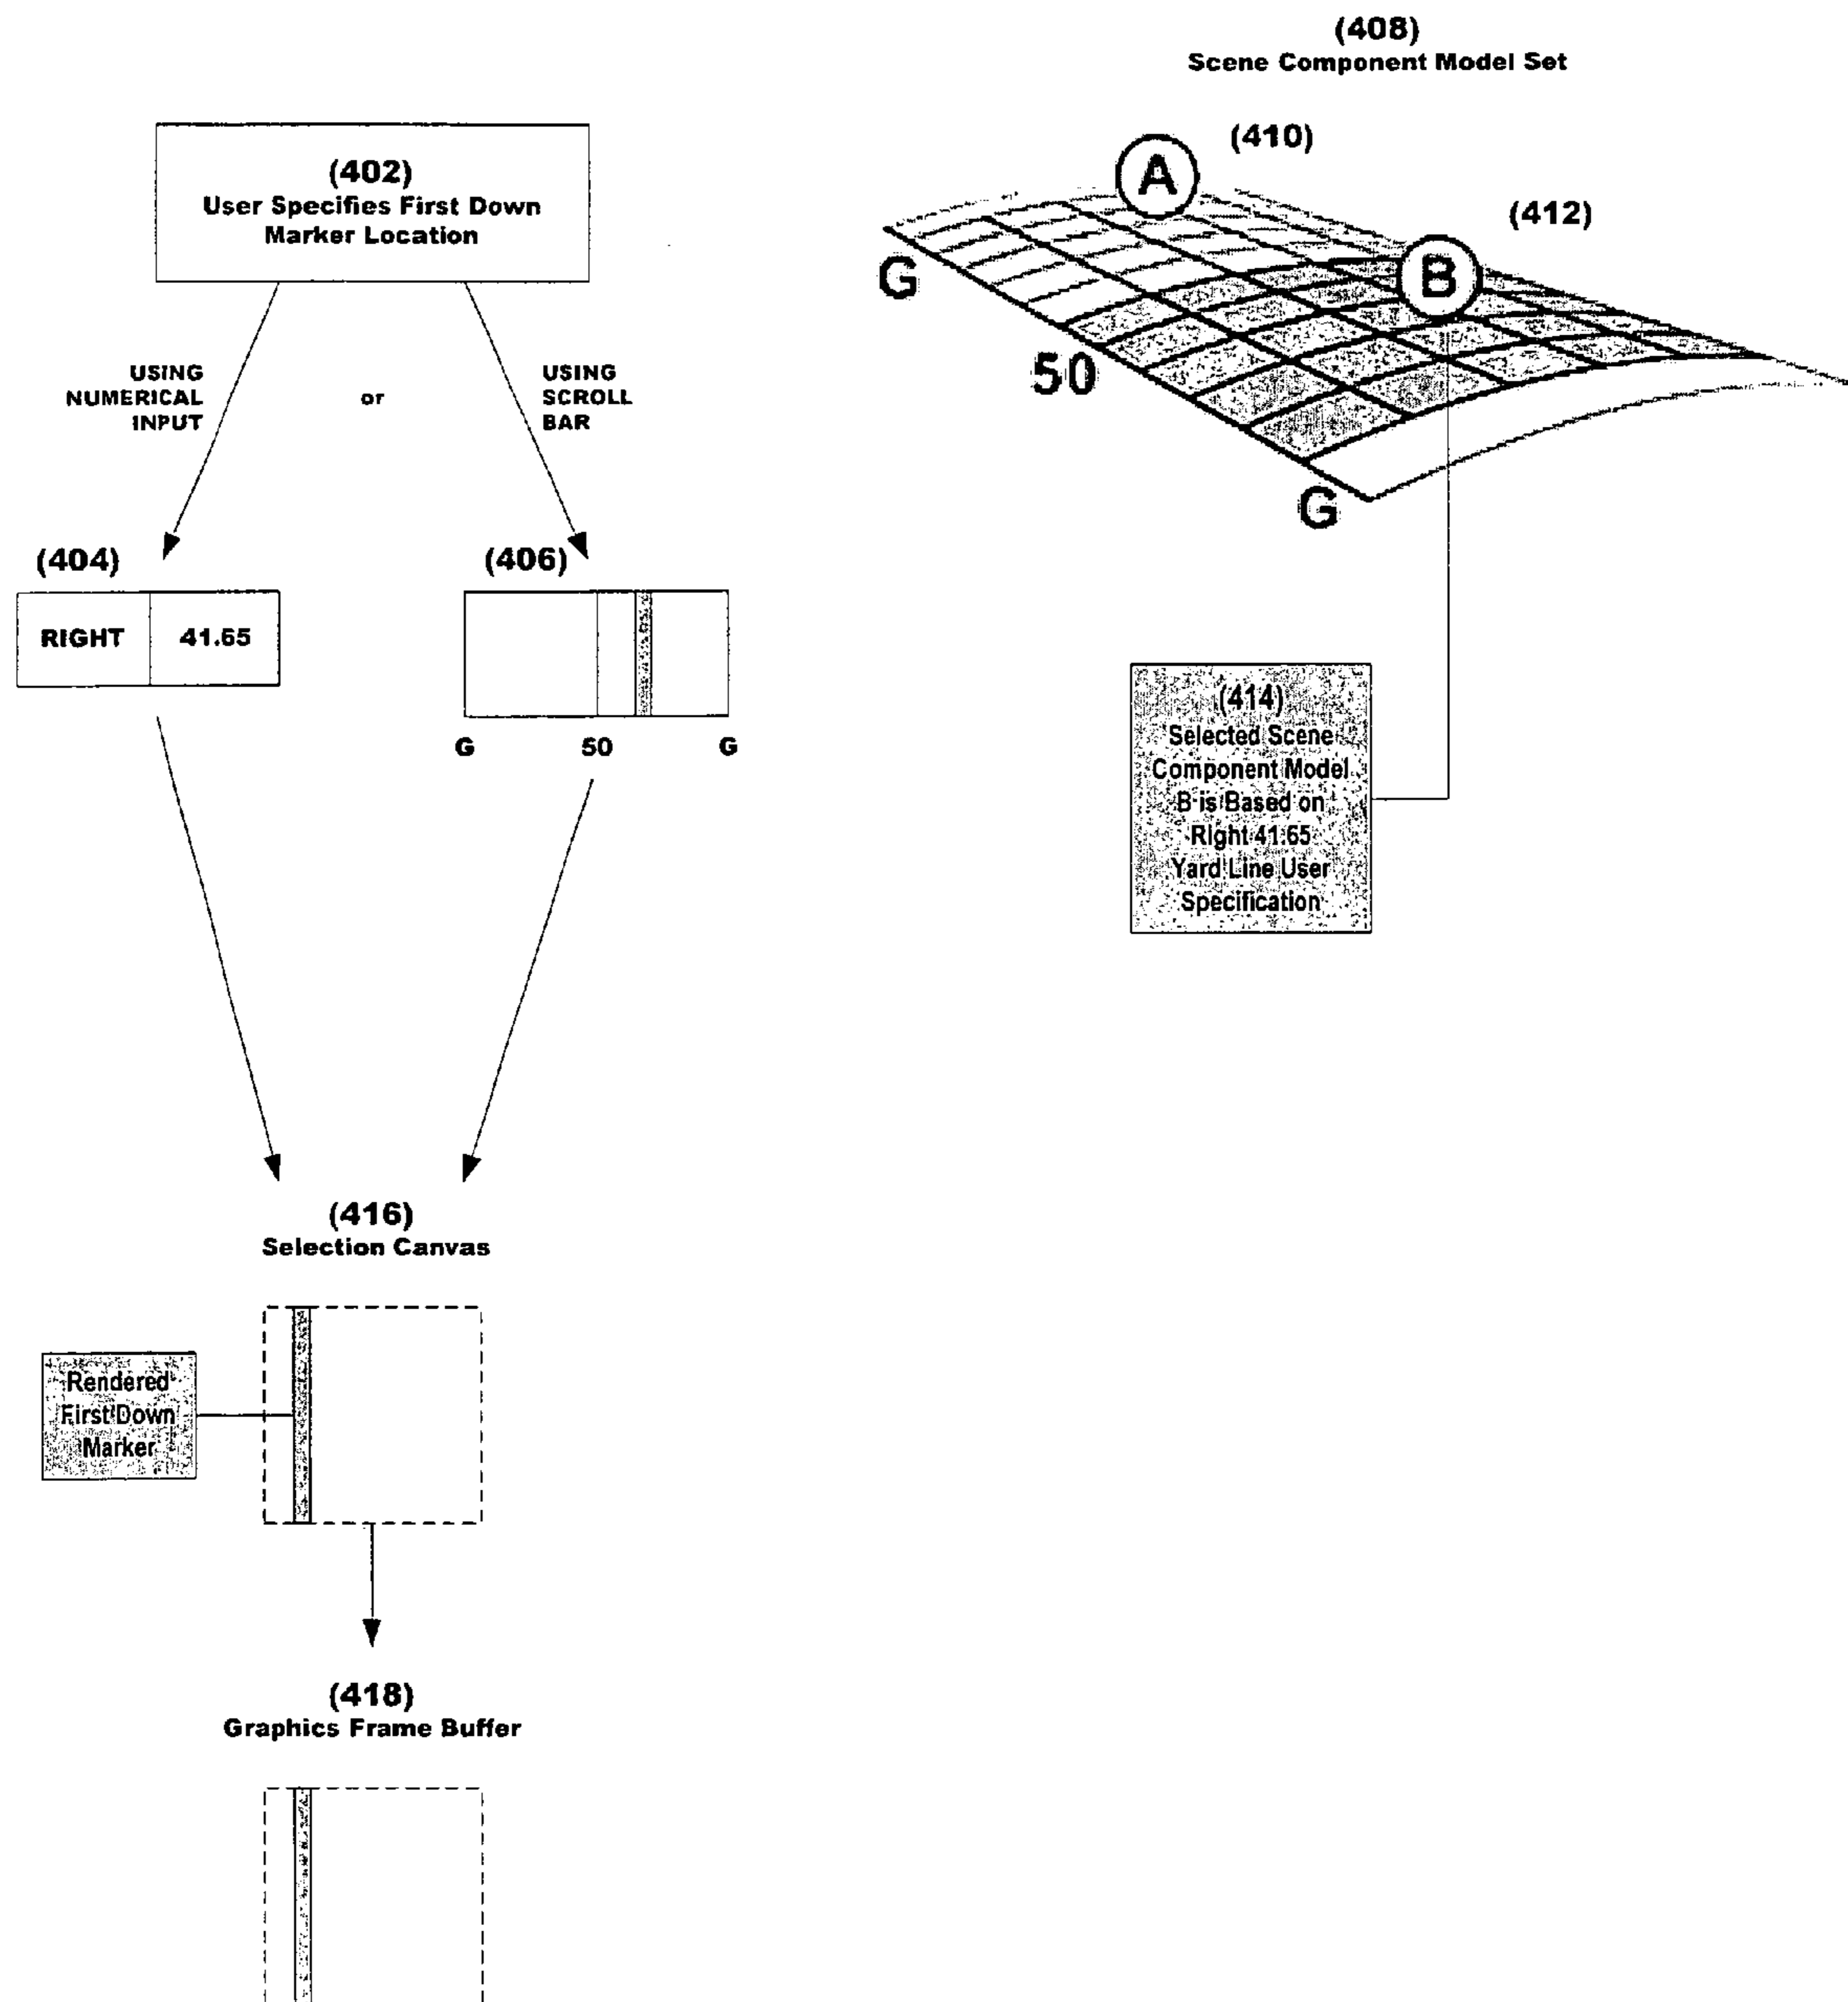 (402)
User Specifies First Down
Marker Location
USING
NUMERICAL
INPUT
or
USING
SCROLL
BAR
(404)
RIGHT 41.65
(406)
G 50 G
(408)
Scene Component Model Set
(410)
A
(412)
B
G
50
G
(414)
Selected Scene
Component Model
B is Based on
Right 41.65
Yard Line User
Specification
(416)
Selection Canvas
Rendered
First Down
Marker
(418)
Graphics Frame Buffer